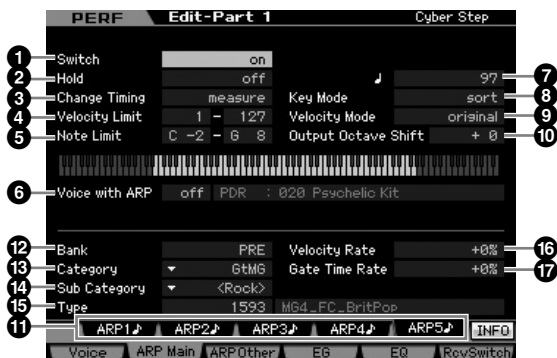 PERF Edit-Part 1 Cyber Step
1 Switch on
2 Hold off ♩ 97 7
3 Change Timing measure Key Mode sort 8
4 Velocity Limit 1 - 127 Velocity Mode original 9
5 Note Limit C -2 - G 8 Output Octave Shift + 0 10
6 Voice with ARP off PDR : 020 Psychelic Kit
12 Bank PRE Velocity Rate +0% 16
13 Category GtMG Gate Time Rate +0% 17
14 Sub Category <Rock>
15 Type 1593 MG4_FC_BritPop
11 ARP1♪ ARP2♪ ARP3♪ ARP4♪ ARP5♪ INFO
Voice ARP Main ARP Other EG EQ RcvSwitch